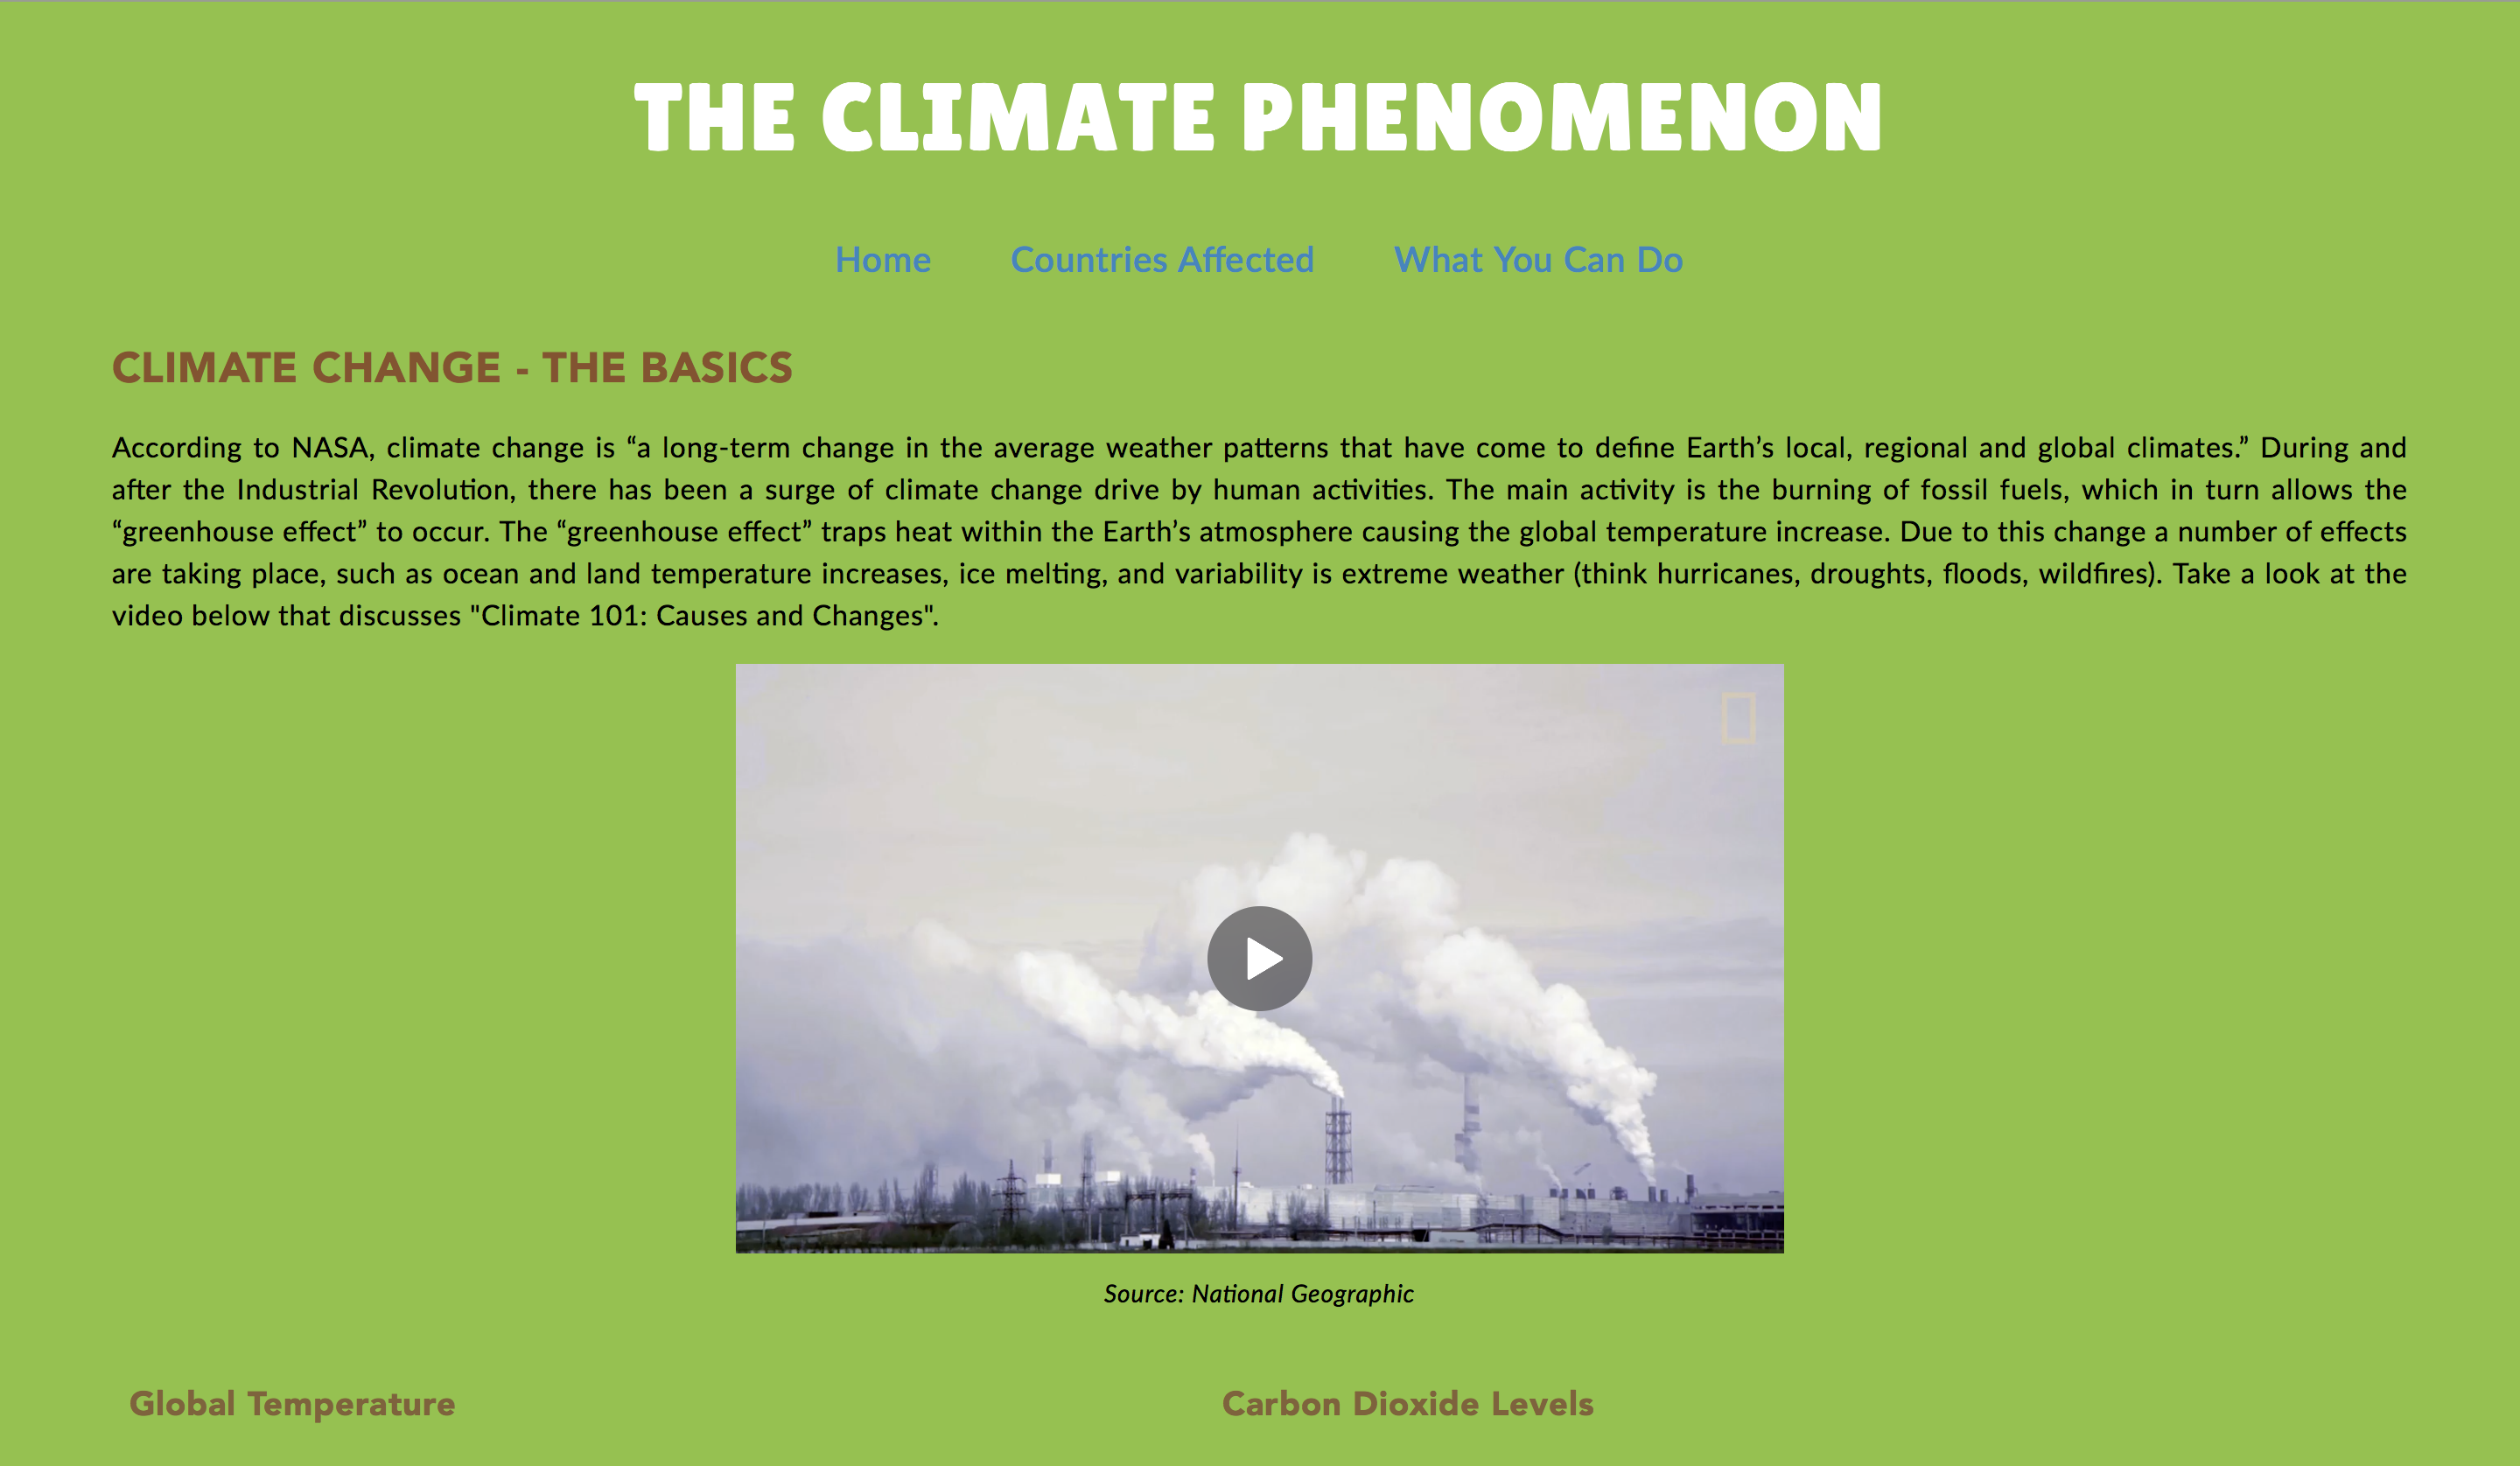 THE CLIMATE PHENOMENON
Home Countries Affected What You Can Do
CLIMATE CHANGE - THE BASICS
According to NASA, climate change is “a long-term change in the average weather patterns that have come to define Earth’s local, regional and global climates.” During and
after the Industrial Revolution, there has been a surge of climate change drive by human activities. The main activity is the burning of fossil fuels, which in turn allows the
“greenhouse effect” to occur. The “greenhouse effect” traps heat within the Earth’s atmosphere causing the global temperature increase. Due to this change a number of effects
are taking place, such as ocean and land temperature increases, ice melting, and variability is extreme weather (think hurricanes, droughts, floods, wildfires). Take a look at the
video below that discusses "Climate 101: Causes and Changes".
Source: National Geographic
Global Temperature Carbon Dioxide Levels